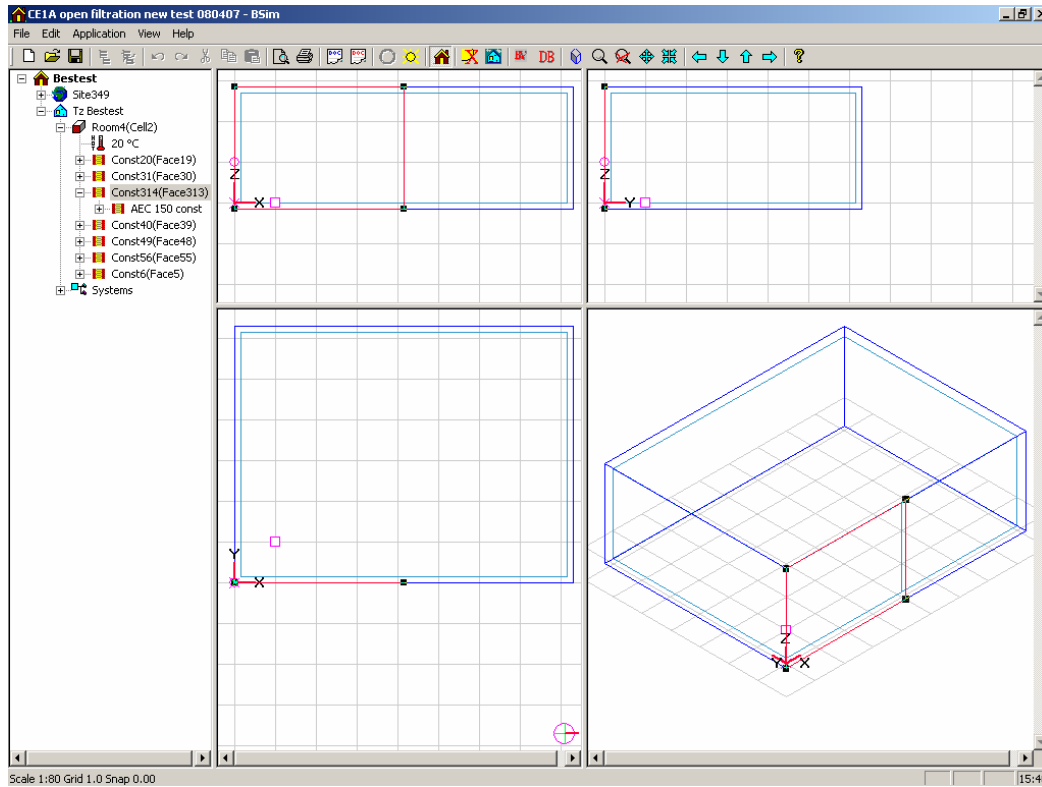 CE1A open filtration new test 080407 - BSim
File Edit Application View Help
DB
Bestest
Site349
Tz Bestest
Room4(Cell2)
20 °C
Const20(Face19)
Const31(Face30)
Const314(Face313)
AEC 150 const
Const40(Face39)
Const49(Face48)
Const56(Face55)
Const6(Face5)
Systems
Z
X
Z
Y
Y
X
Z
Y X
Scale 1:80 Grid 1.0 Snap 0.00